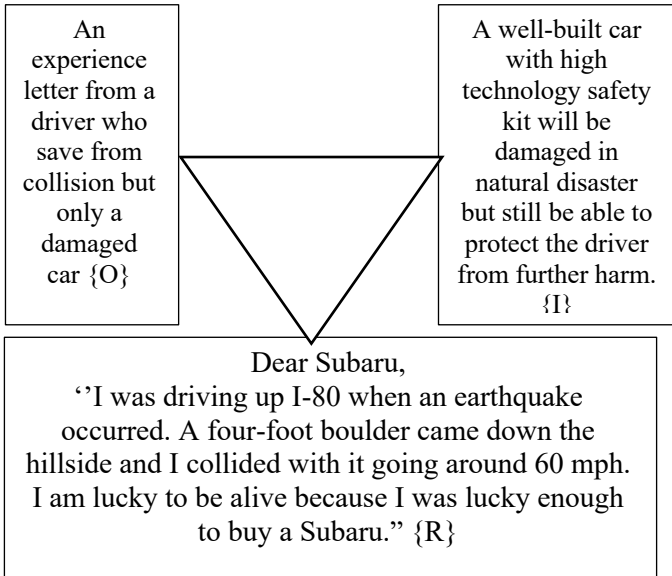 An
experience
letter from a
driver who
save from
collision but
only a
damaged
car {O}
A well-built car
with high
technology safety
kit will be
damaged in
natural disaster
but still be able to
protect the driver
from further harm.
{I}
Dear Subaru,
‘’I was driving up I-80 when an earthquake
occurred. A four-foot boulder came down the
hillside and I collided with it going around 60 mph.
I am lucky to be alive because I was lucky enough
to buy a Subaru.” {R}